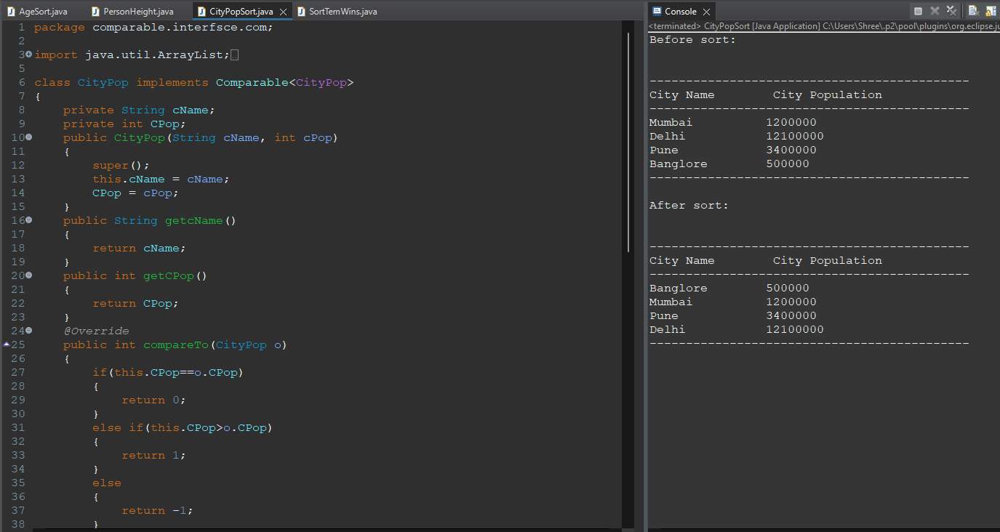 AgeSort.java PersonHeight.java CityPopSort.java SortTemWins.java
1 package comparable.interfsce.com;
2
3 import java.util.ArrayList;
5
6 class CityPop implements Comparable<CityPop>
7 {
8 private String cName;
9 private int CPop;
10 public CityPop(String cName, int cPop)
11 {
12 super();
13 this.cName = cName;
14 CPop = cPop;
15 }
16 public String getcName()
17 {
18 return cName;
19 }
20 public int getCPop()
21 {
22 return CPop;
23 }
24 @Override
25 public int compareTo(CityPop o)
26 {
27 if(this.CPop==o.CPop)
28 {
29 return 0;
30 }
31 else if(this.CPop>o.CPop)
32 {
33 return 1;
34 }
35 else
36 {
37 return -1;
38 }
Console
<terminated> CityPopSort [Java Application] C:\Users\Shree\.p2\pool\plugins\org.eclipse.ju
Before sort:
--------------------------------------------
City Name City Population
--------------------------------------------
Mumbai 1200000
Delhi 12100000
Pune 3400000
Banglore 500000
--------------------------------------------
After sort:
--------------------------------------------
City Name City Population
--------------------------------------------
Banglore 500000
Mumbai 1200000
Pune 3400000
Delhi 12100000
--------------------------------------------